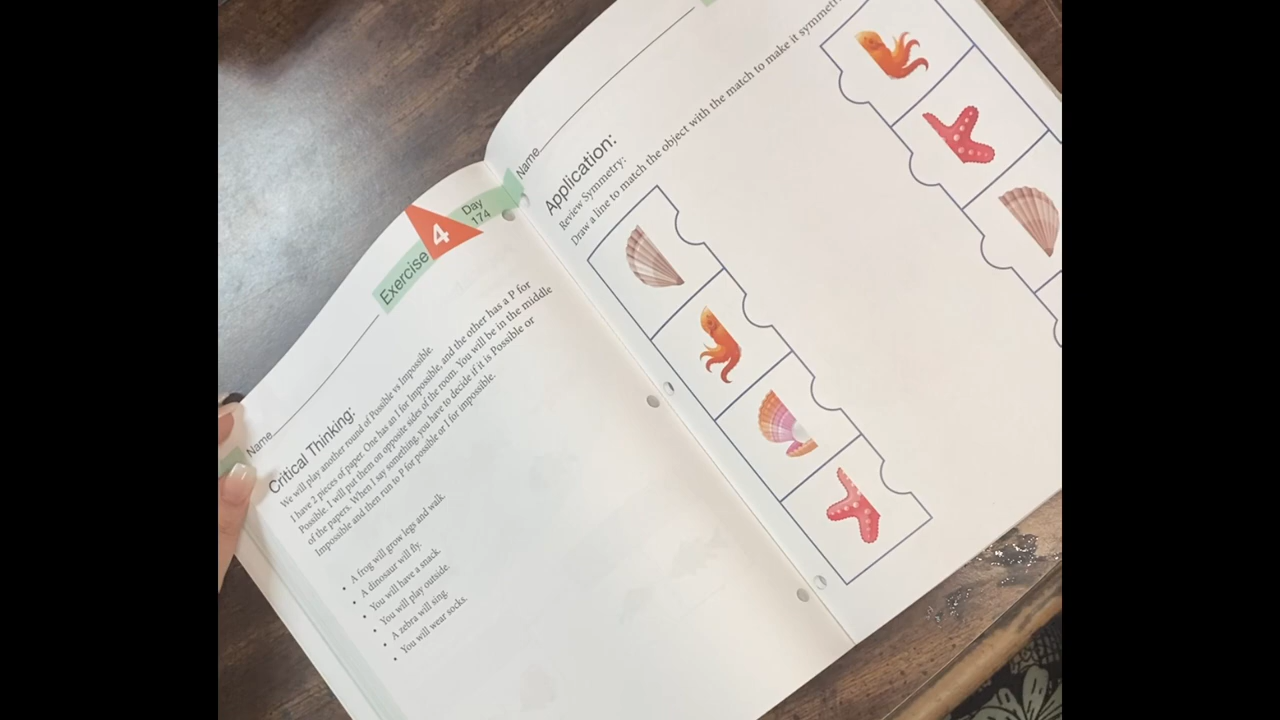 Name
Exercise 4 Day 174
Critical Thinking:
We will play another round of Possible vs Impossible.
I have 2 pieces of paper. One has an I for Impossible, and the other has a P for
Possible. I will put them on opposite sides of the room. You will be in the middle
of the papers. When I say something, you have to decide if it is Possible or
Impossible and then run to P for possible or I for impossible.
• A frog will grow legs and walk.
• A dinosaur will fly.
• You will have a snack.
• You will play outside.
• A zebra will sing.
• You will wear socks.
Name
Application:
Review Symmetry:
Draw a line to match the object with the match to make it